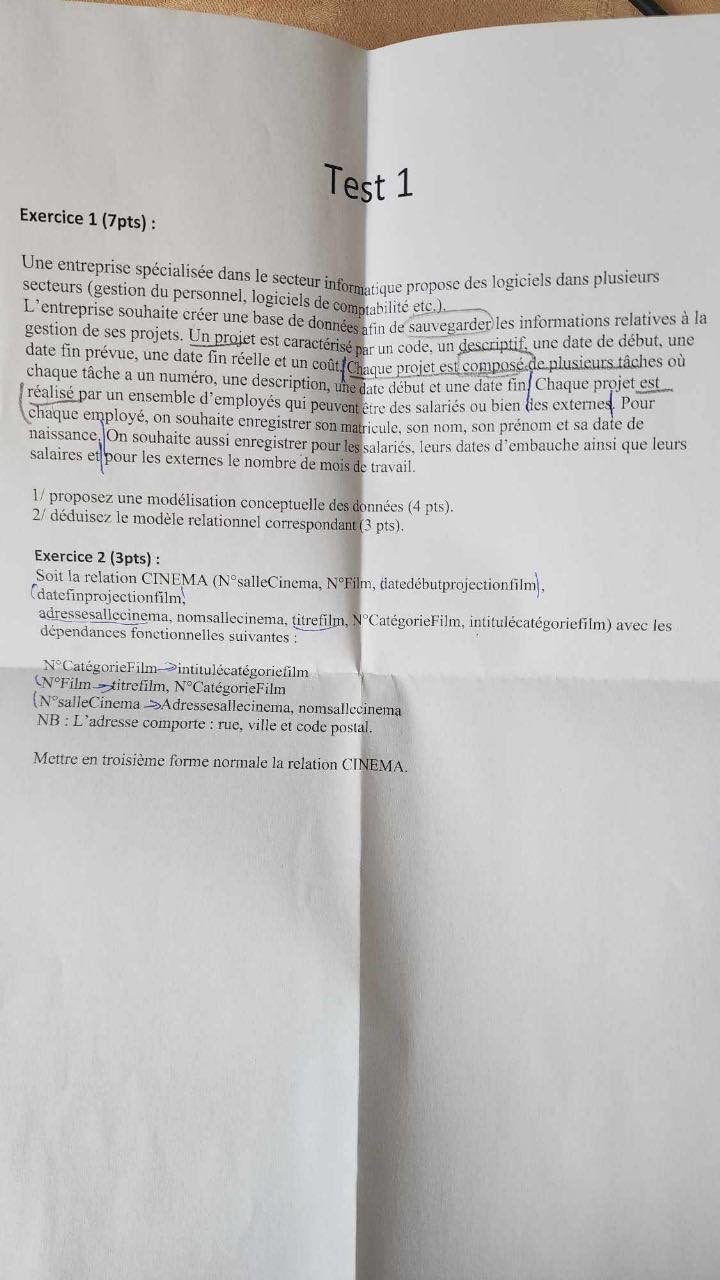 Test 1
Exercice 1 (7pts) :
Une entreprise spécialisée dans le secteur informatique propose des logiciels dans plusieurs
secteurs (gestion du personnel, logiciels de comptabilité etc.).
L'entreprise souhaite créer une base de données afin de sauvegarder les informations relatives à la
gestion de ses projets. Un projet est caractérisé par un code, un descriptif, une date de début, une
date fin prévue, une date fin réelle et un coût. Chaque projet est composé de plusieurs tâches où
chaque tâche a un numéro, une description, une date début et une date fin. Chaque projet est
réalisé par un ensemble d'employés qui peuvent être des salariés ou bien des externes. Pour
chaque employé, on souhaite enregistrer son matricule, son nom, son prénom et sa date de
naissance. On souhaite aussi enregistrer pour les salariés, leurs dates d'embauche ainsi que leurs
salaires et pour les externes le nombre de mois de travail.
1/ proposez une modélisation conceptuelle des données (4 pts).
2/ déduisez le modèle relationnel correspondant (3 pts).
Exercice 2 (3pts) :
Soit la relation CINEMA (N°salleCinema, N°Film, datedébutprojectionfilm,
datefinprojectionfilm,
adressesallecinema, nomsallecinema, titrefilm, N°CatégorieFilm, intitulécatégoriefilm) avec les
dépendances fonctionnelles suivantes :
N°CatégorieFilm→intitulécatégoriefilm
N°Film→titrefilm, N°CatégorieFilm
N°salleCinema →Adressesallecinema, nomsallecinema
NB : L'adresse comporte : rue, ville et code postal.
Mettre en troisième forme normale la relation CINEMA.